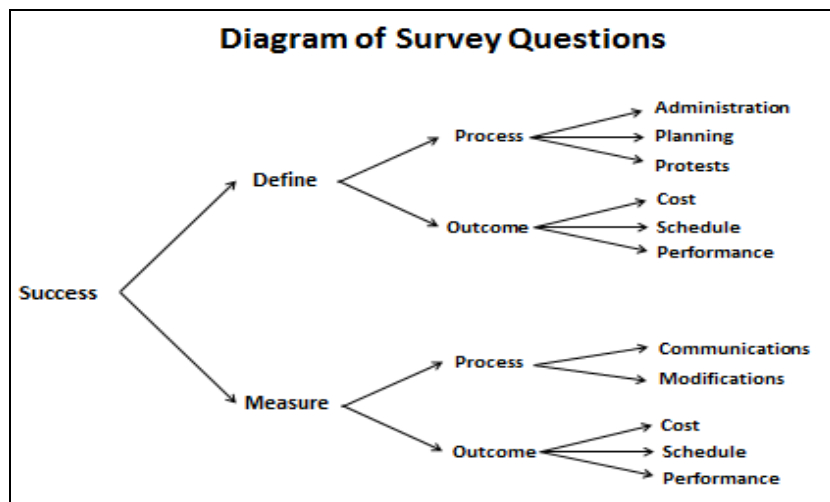 Diagram of Survey Questions
Administration
Process
Planning
Protests
Define
Cost
Outcome
Schedule
Performance
Success
Communications
Process
Modifications
Measure
Cost
Outcome
Schedule
Performance